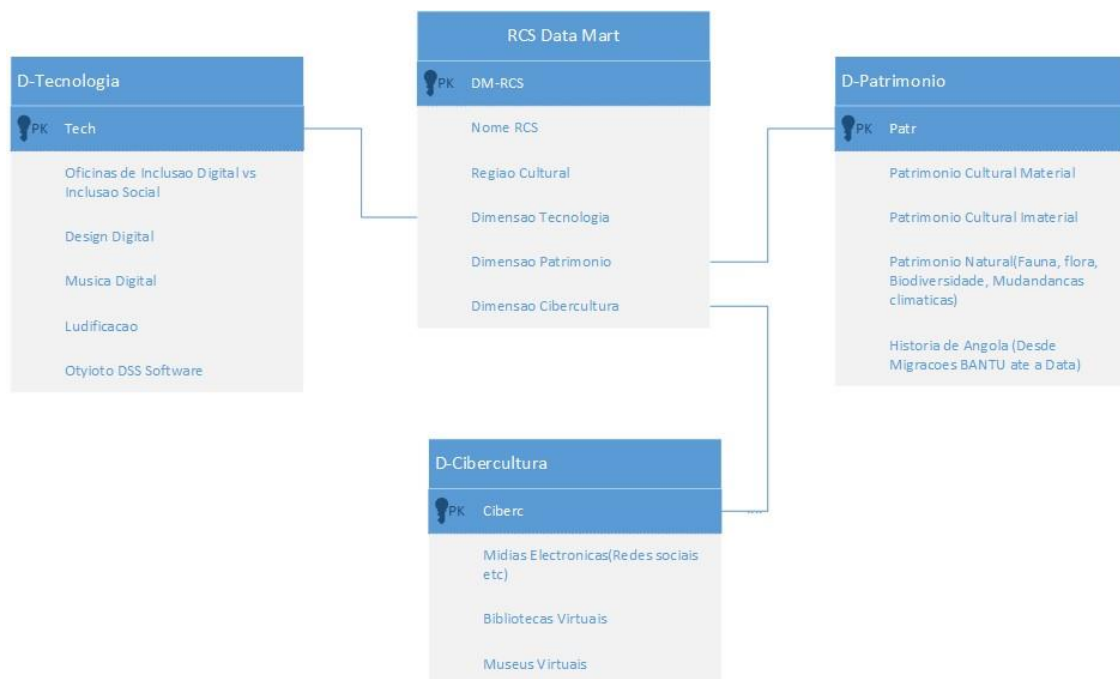 RCS Data Mart
PK DM-RCS
Nome RCS
Regiao Cultural
Dimensao Tecnologia
Dimensao Patrimonio
Dimensao Cibercultura
D-Tecnologia
PK Tech
Oficinas de Inclusao Digital vs
Inclusao Social
Design Digital
Musica Digital
Ludificacao
Otyioto DSS Software
D-Patrimonio
PK Patr
Patrimonio Cultural Material
Patrimonio Cultural Imaterial
Patrimonio Natural(Fauna, flora,
Biodiversidade, Mudandancas
climaticas)
Historia de Angola (Desde
Migracoes BANTU ate a Data)
D-Cibercultura
PK Ciberc
Midias Electronicas(Redes sociais
etc)
Bibliotecas Virtuais
Museus Virtuais